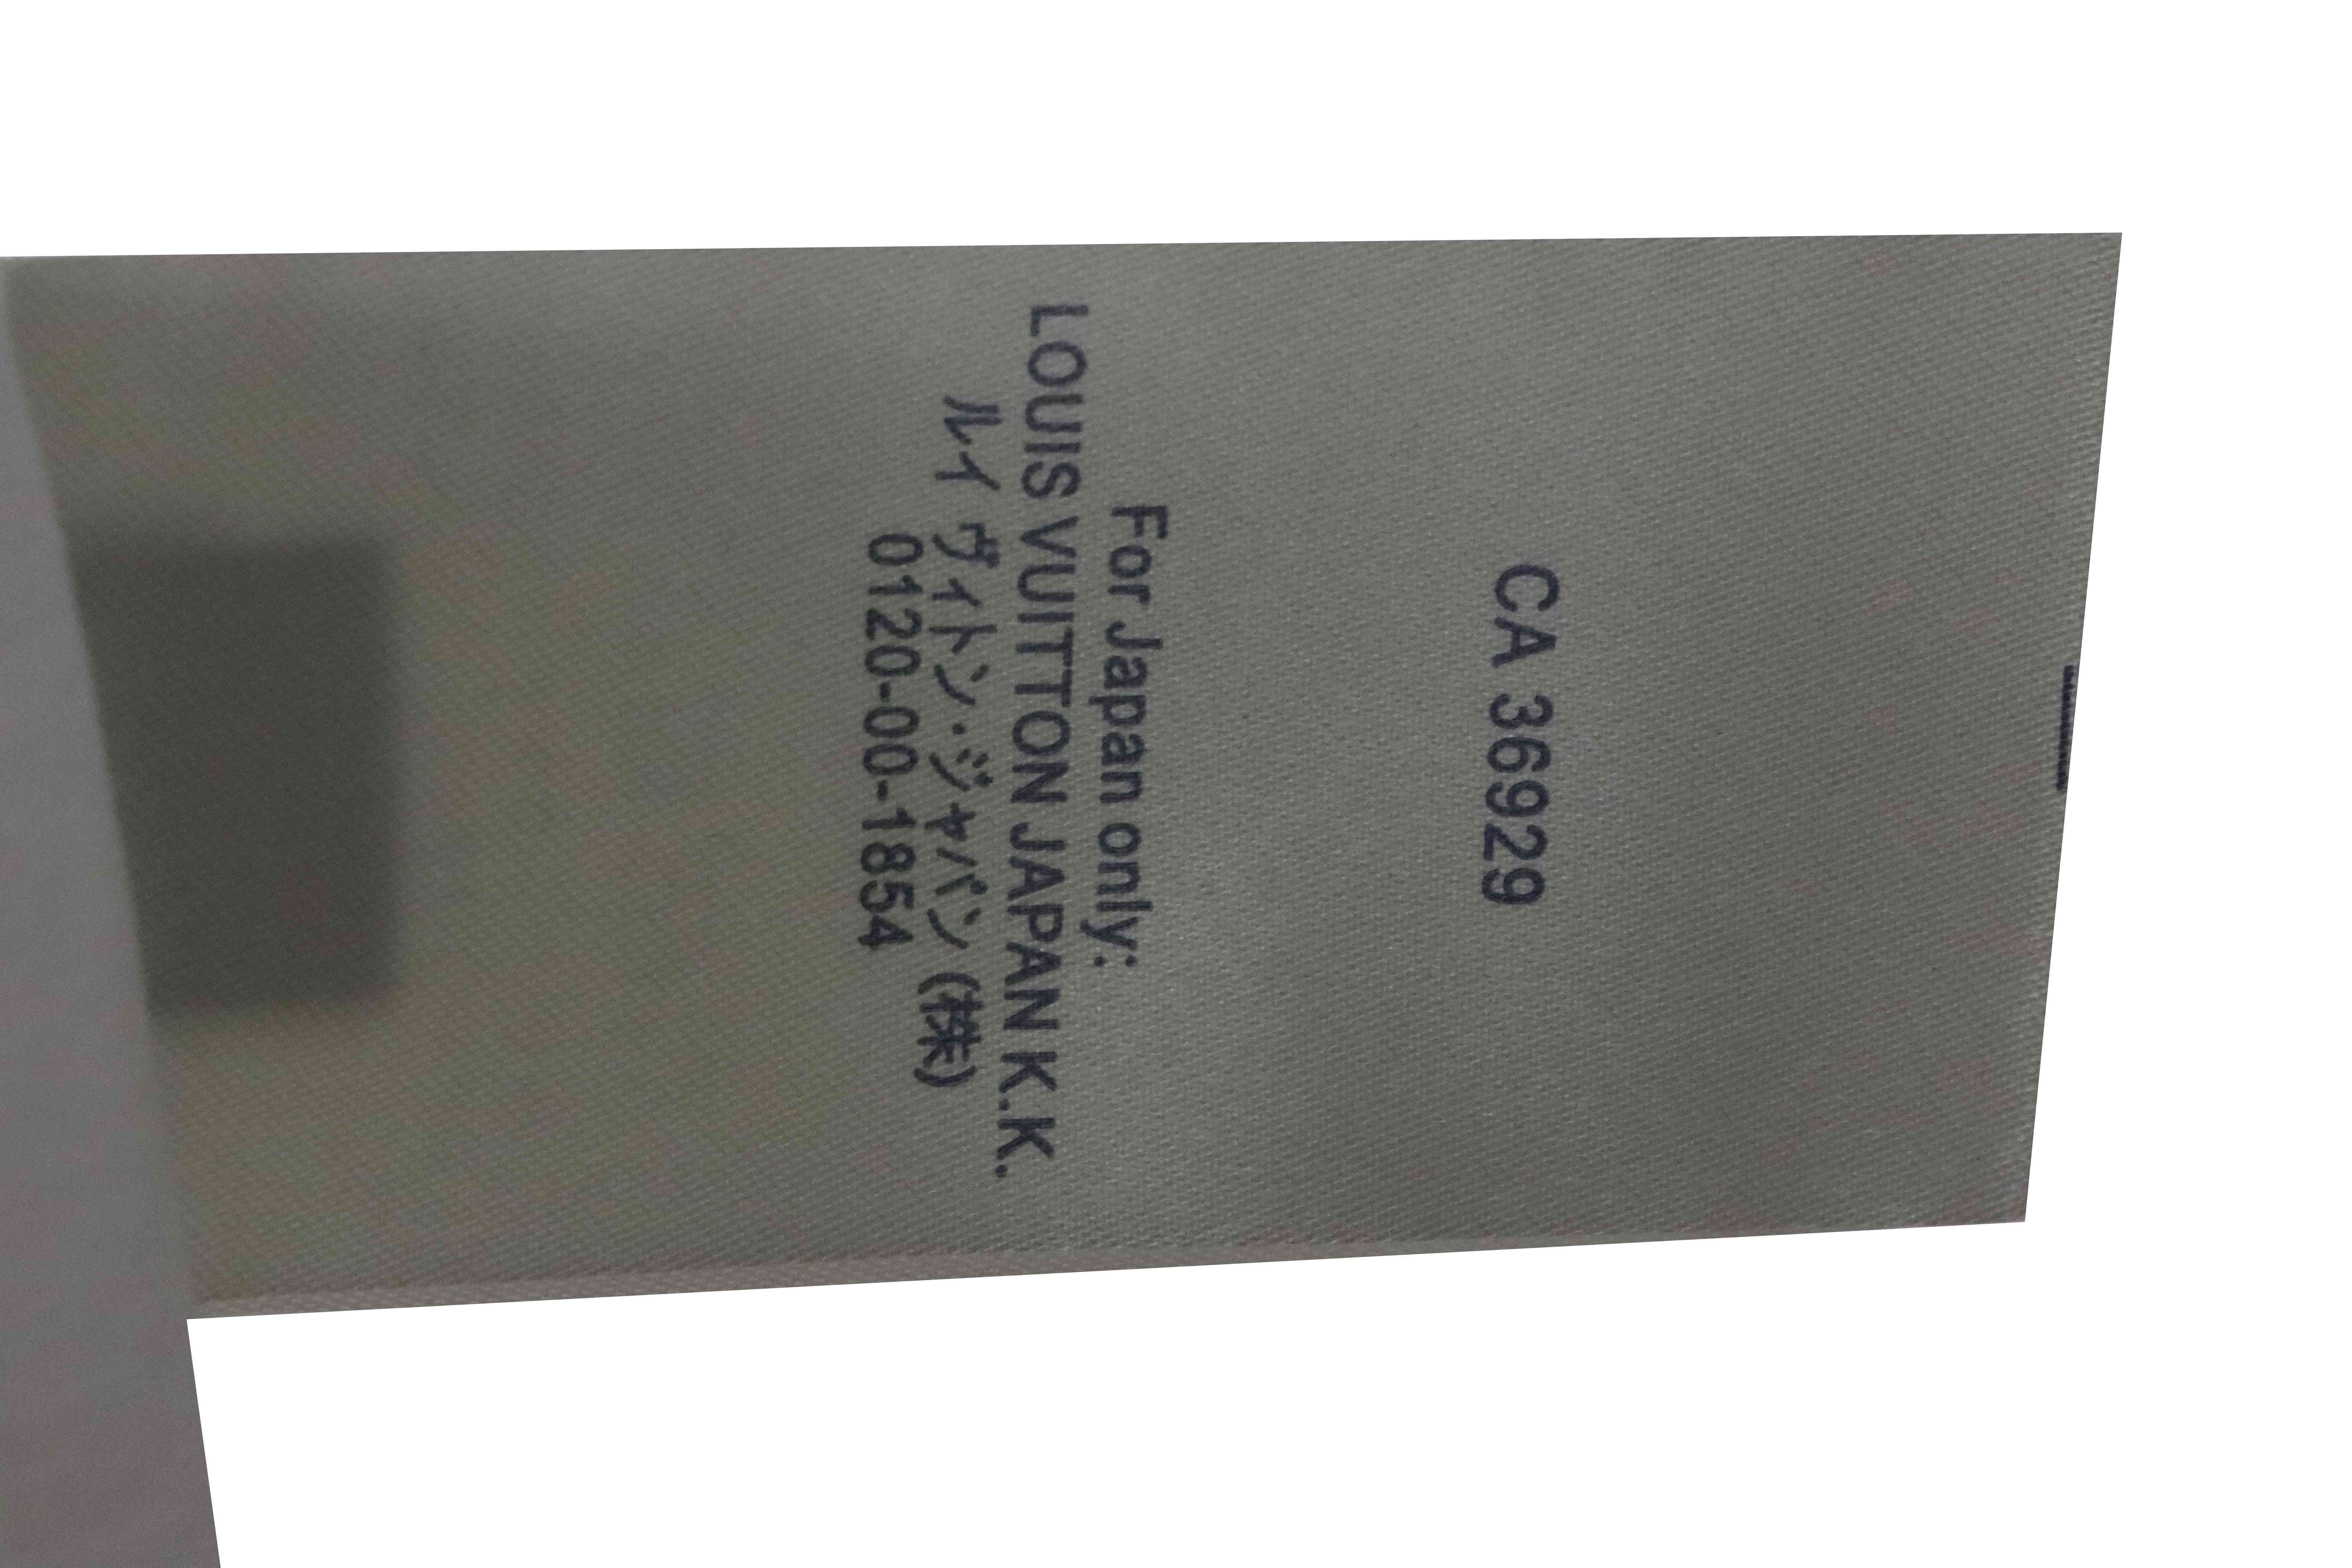 CA 36929
For Japan only:
LOUIS VUITTON JAPAN K.K.
ルイ ヴィトン・ジャパン (株)
0120-00-1854